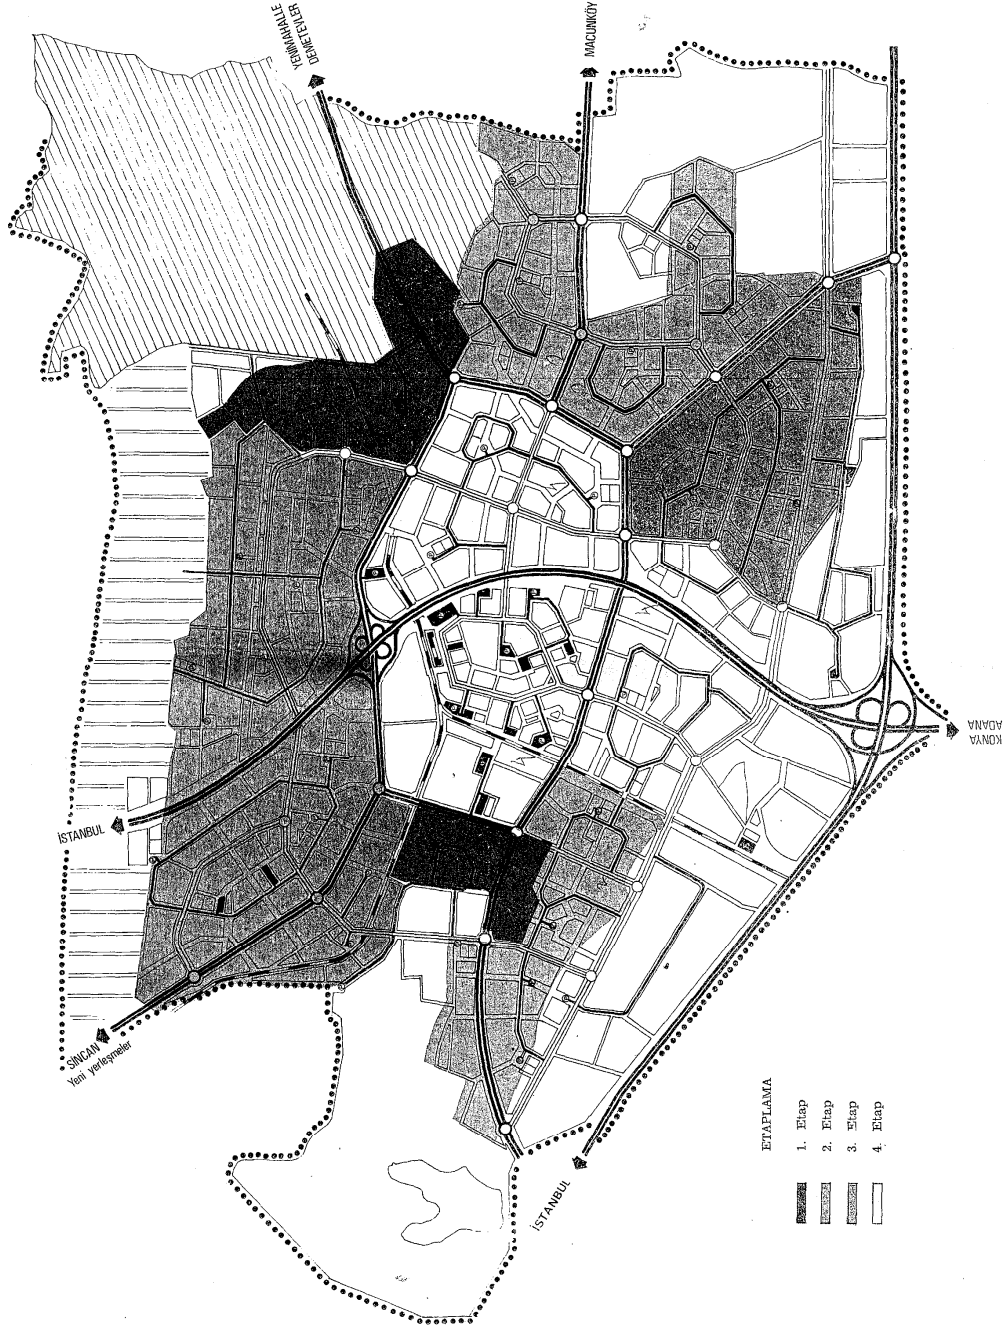 YENİMAHALLE
DEMETEVLER
MACUNKÖY
İSTANBUL
SİNCAN
Yeni yerleşmeler
KONYA
ADANA
İSTANBUL
ETAPLAMA
1. Etap
2. Etap
3. Etap
4. Etap